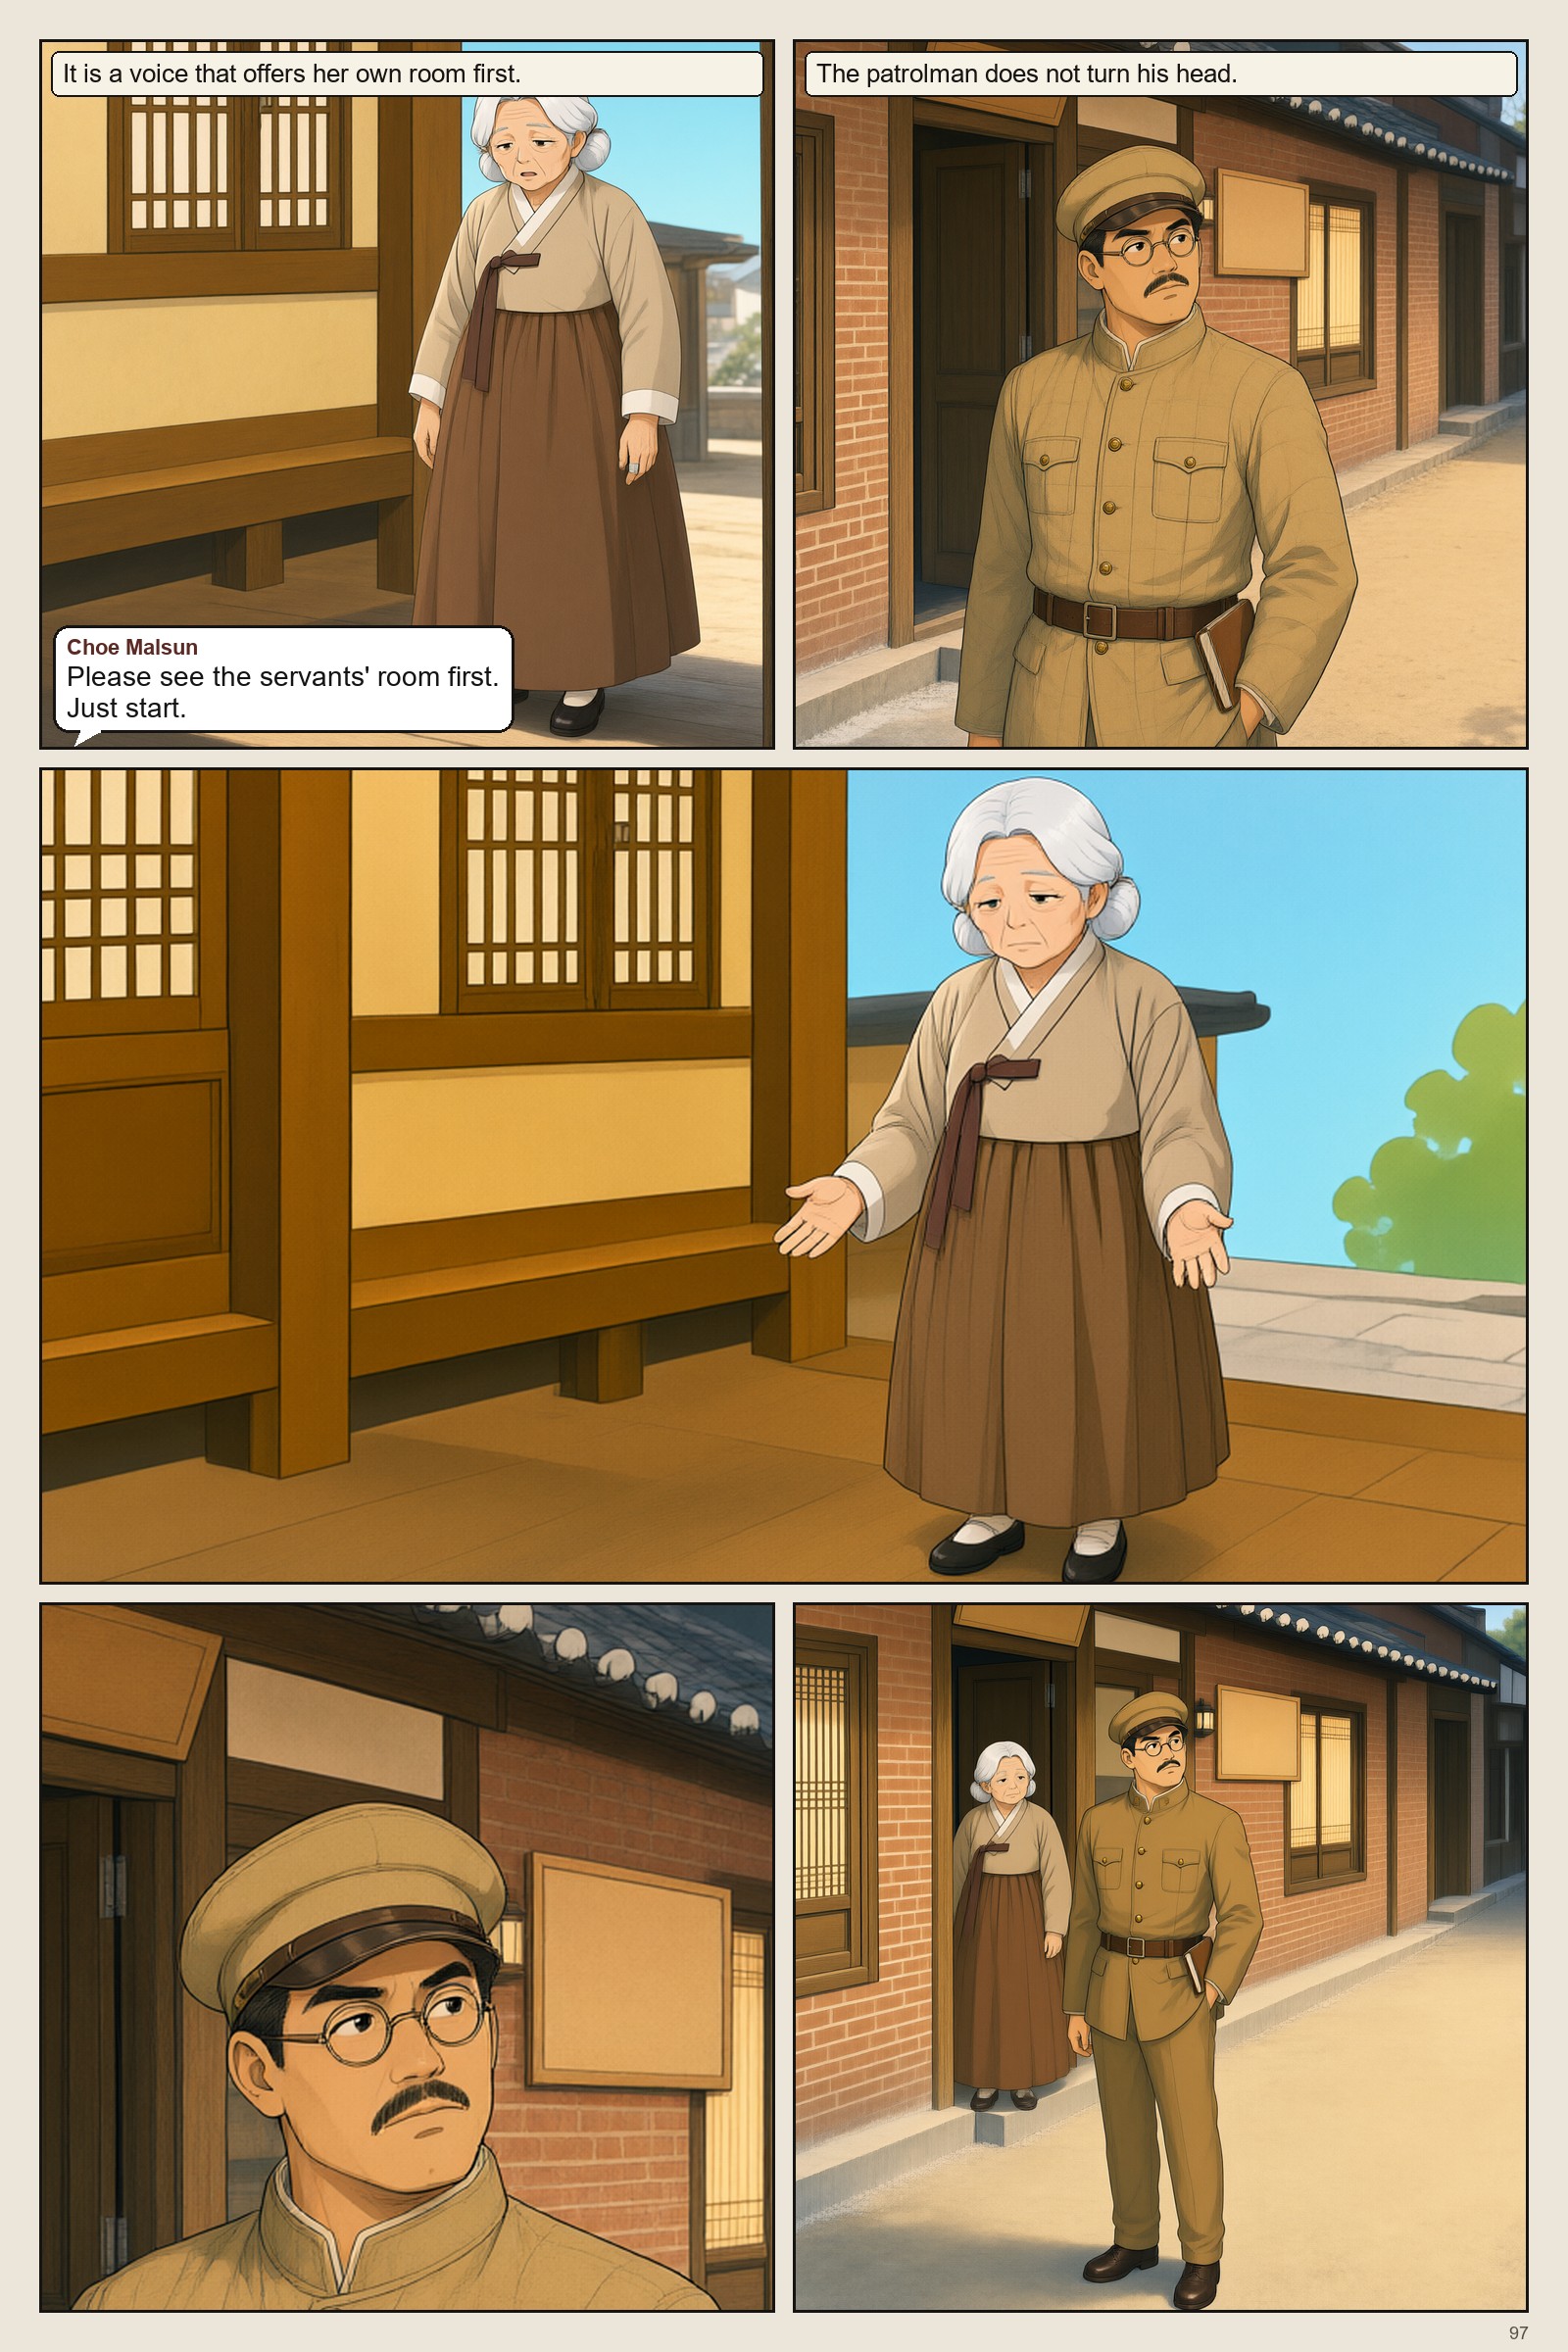 It is a voice that offers her own room first.
The patrolman does not turn his head.
Choe Malsun
Please see the servants' room first.
Just start.
97